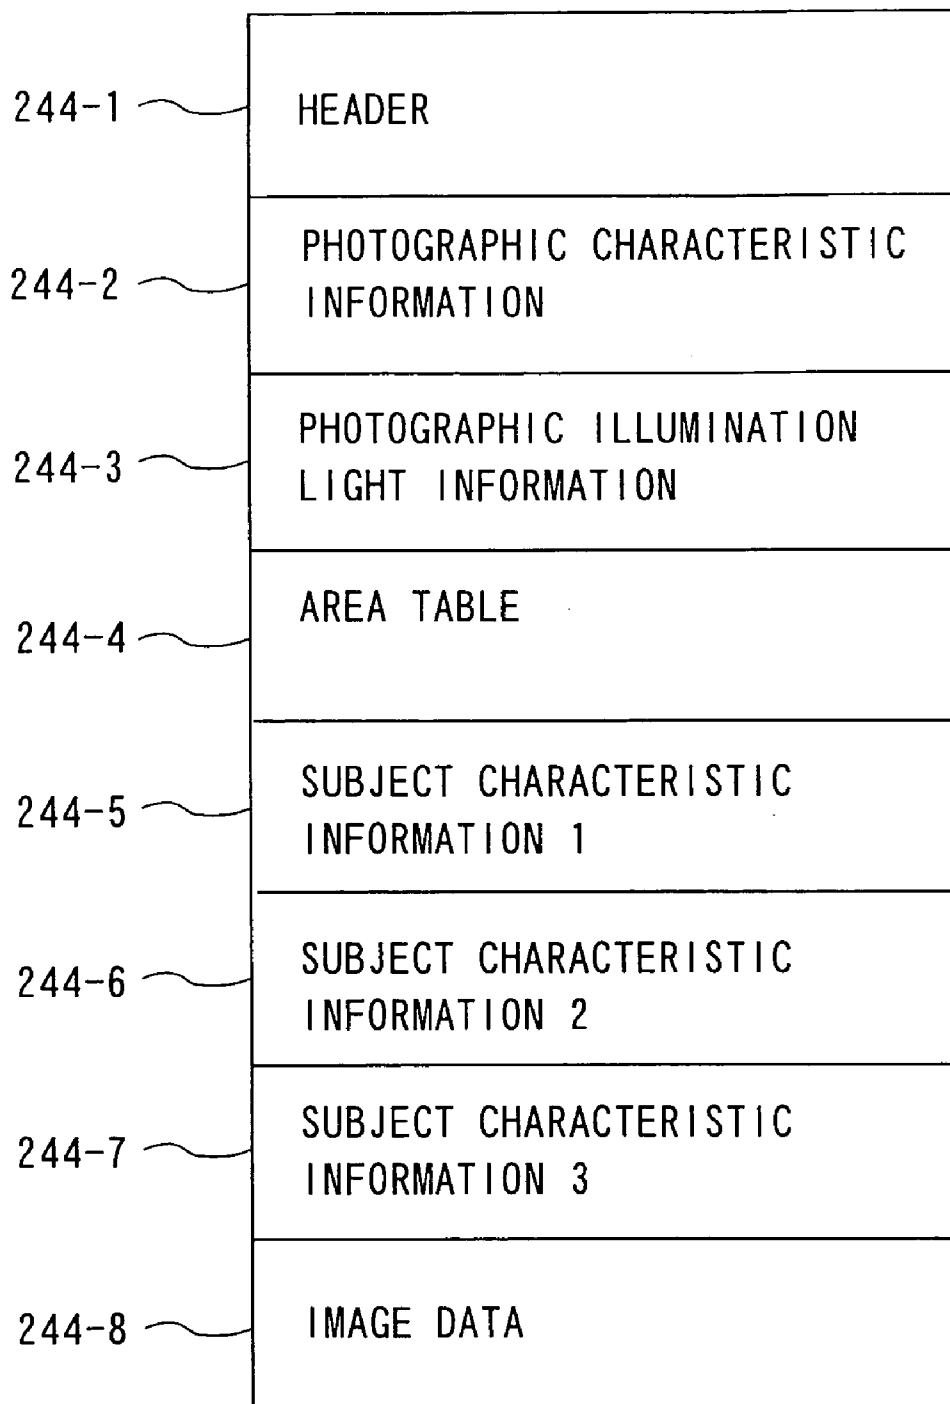 244-1 HEADER
244-2 PHOTOGRAPHIC CHARACTERISTIC
INFORMATION
244-3 PHOTOGRAPHIC ILLUMINATION
LIGHT INFORMATION
244-4 AREA TABLE
244-5 SUBJECT CHARACTERISTIC
INFORMATION 1
244-6 SUBJECT CHARACTERISTIC
INFORMATION 2
244-7 SUBJECT CHARACTERISTIC
INFORMATION 3
244-8 IMAGE DATA